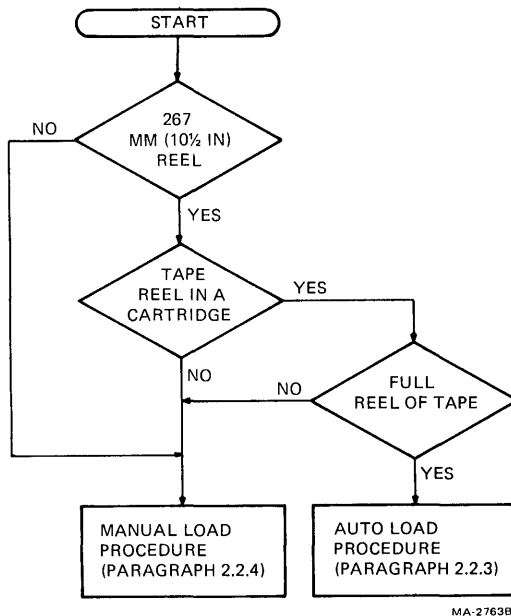 START
267
MM (10½ IN)
REEL
NO
YES
TAPE
REEL IN A
CARTRIDGE
YES
NO
NO
FULL
REEL OF TAPE
YES
MANUAL LOAD
PROCEDURE
(PARAGRAPH 2.2.4)
AUTO LOAD
PROCEDURE
(PARAGRAPH 2.2.3)
MA-2763B